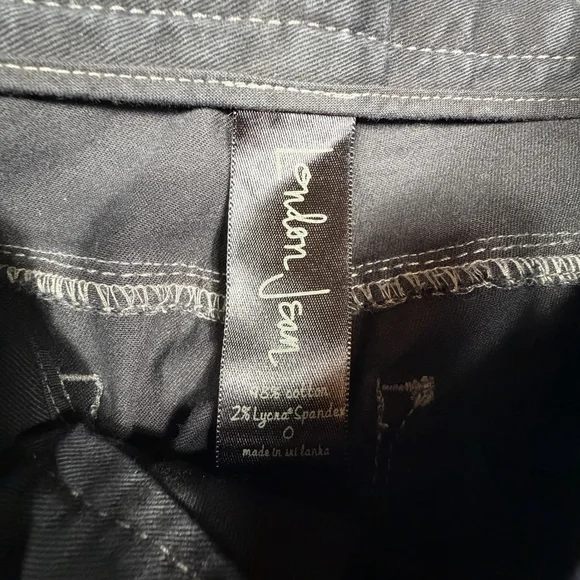 London Jean
98% cotton
2% Lycra® Spandex
0
made in sri lanka